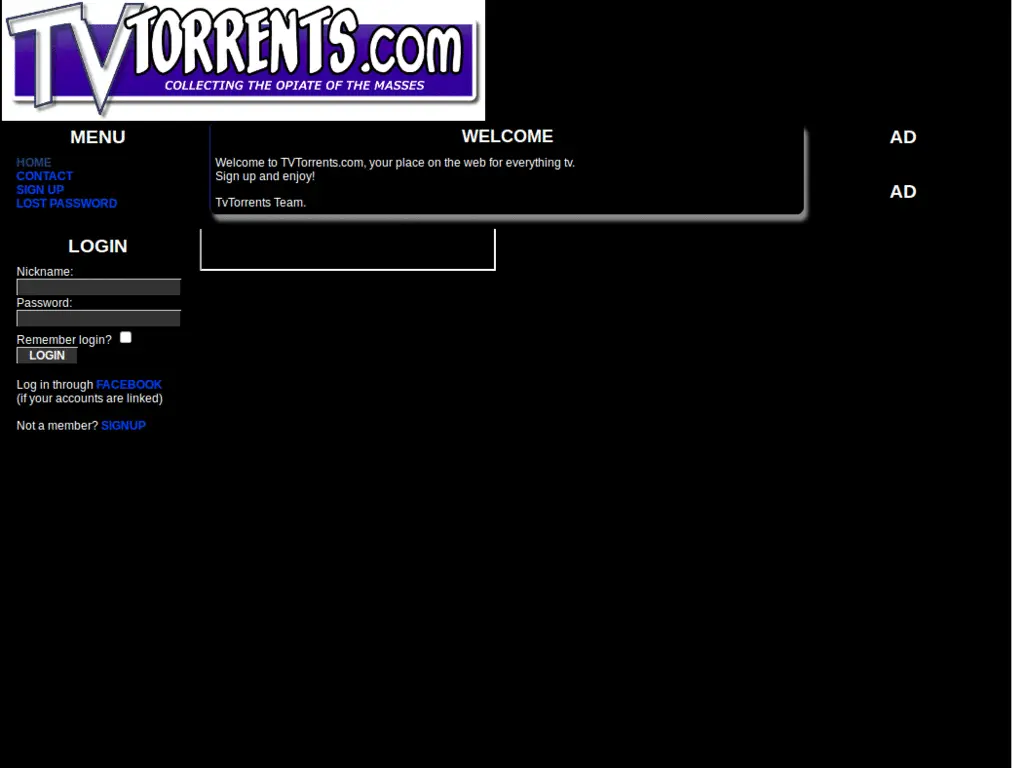 TVTORRENTS.COM
COLLECTING THE OPIATE OF THE MASSES
MENU
HOME
CONTACT
SIGN UP
LOST PASSWORD
LOGIN
Nickname:
Password:
Remember login?
LOGIN
Log in through FACEBOOK
(if your accounts are linked)
Not a member? SIGNUP
WELCOME
Welcome to TVTorrents.com, your place on the web for everything tv.
Sign up and enjoy!
TvTorrents Team.
AD
AD